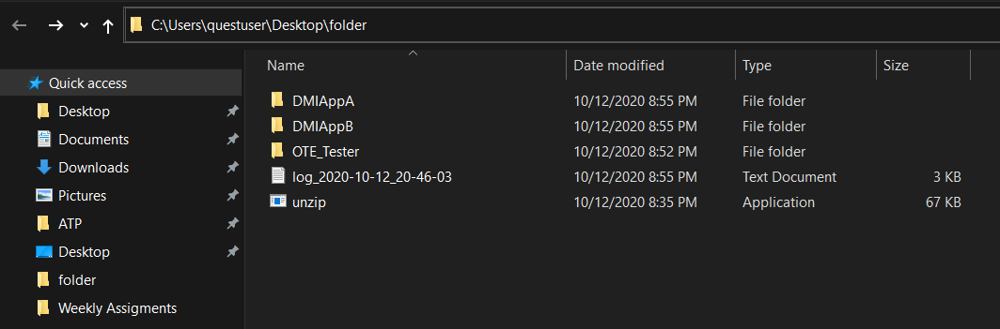 C:\Users\questuser\Desktop\folder
Name Date modified Type Size
Quick access
Desktop
Documents
Downloads
Pictures
ATP
Desktop
folder
Weekly Assigments
DMIAppA 10/12/2020 8:55 PM File folder
DMIAppB 10/12/2020 8:55 PM File folder
OTE_Tester 10/12/2020 8:52 PM File folder
log_2020-10-12_20-46-03 10/12/2020 8:55 PM Text Document 3 KB
unzip 10/12/2020 8:35 PM Application 67 KB